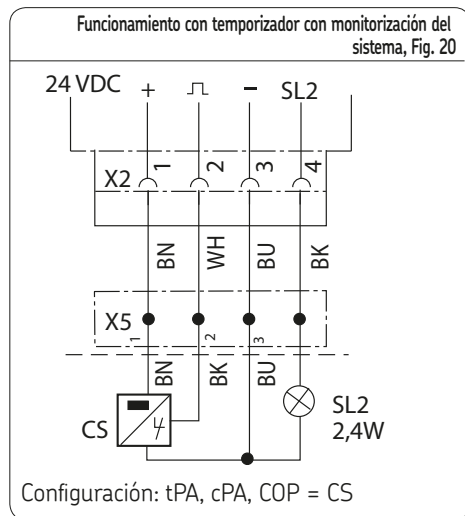 Funcionamiento con temporizador con monitorización del
sistema, Fig. 20
24 VDC + ⎍ − SL2
X2 1 2 3 4
BN WH BU BK
X5
1 2 3
BN BK BU
CS
SL2
2,4W
Configuración: tPA, cPA, COP = CS